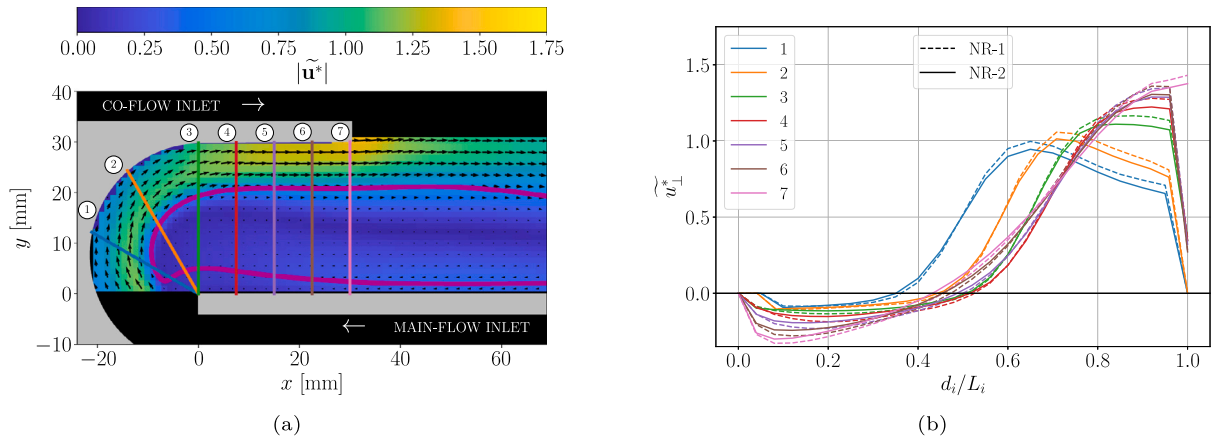 0.00 0.25 0.50 0.75 1.00 1.25 1.50 1.75
|ũ*|
40
30
20
10
0
−10
y [mm]
CO-FLOW INLET →
1
2
3
4
5
6
7
← MAIN-FLOW INLET
−20 0 20 40 60
x [mm]
(a)
1.5
1.0
0.5
0.0
ũ*⊥
1
2
3
4
5
6
7
NR-1
NR-2
0.0 0.2 0.4 0.6 0.8 1.0
d_i/L_i
(b)